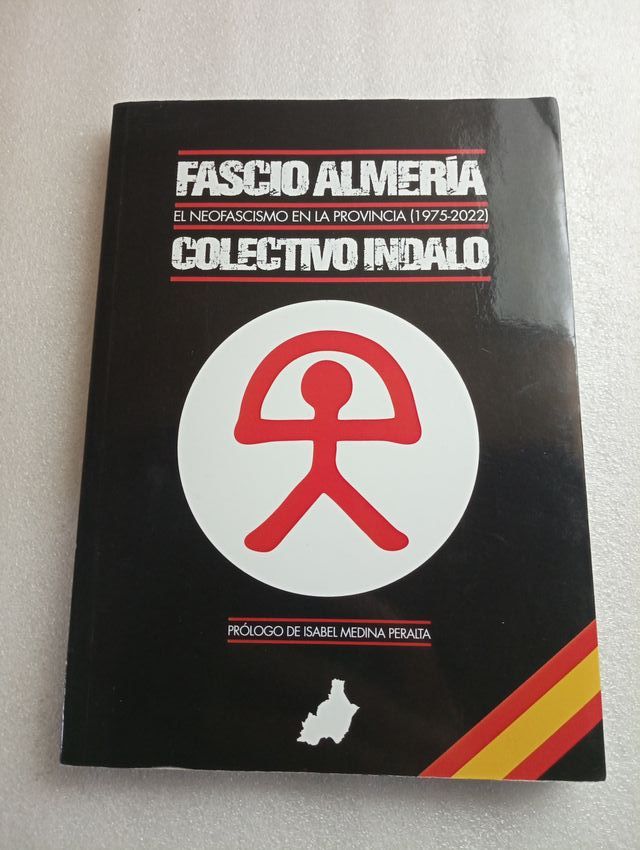 FASCIO ALMERÍA
EL NEOFASCISMO EN LA PROVINCIA (1975-2022)
COLECTIVO INDALO
PRÓLOGO DE ISABEL MEDINA PERALTA